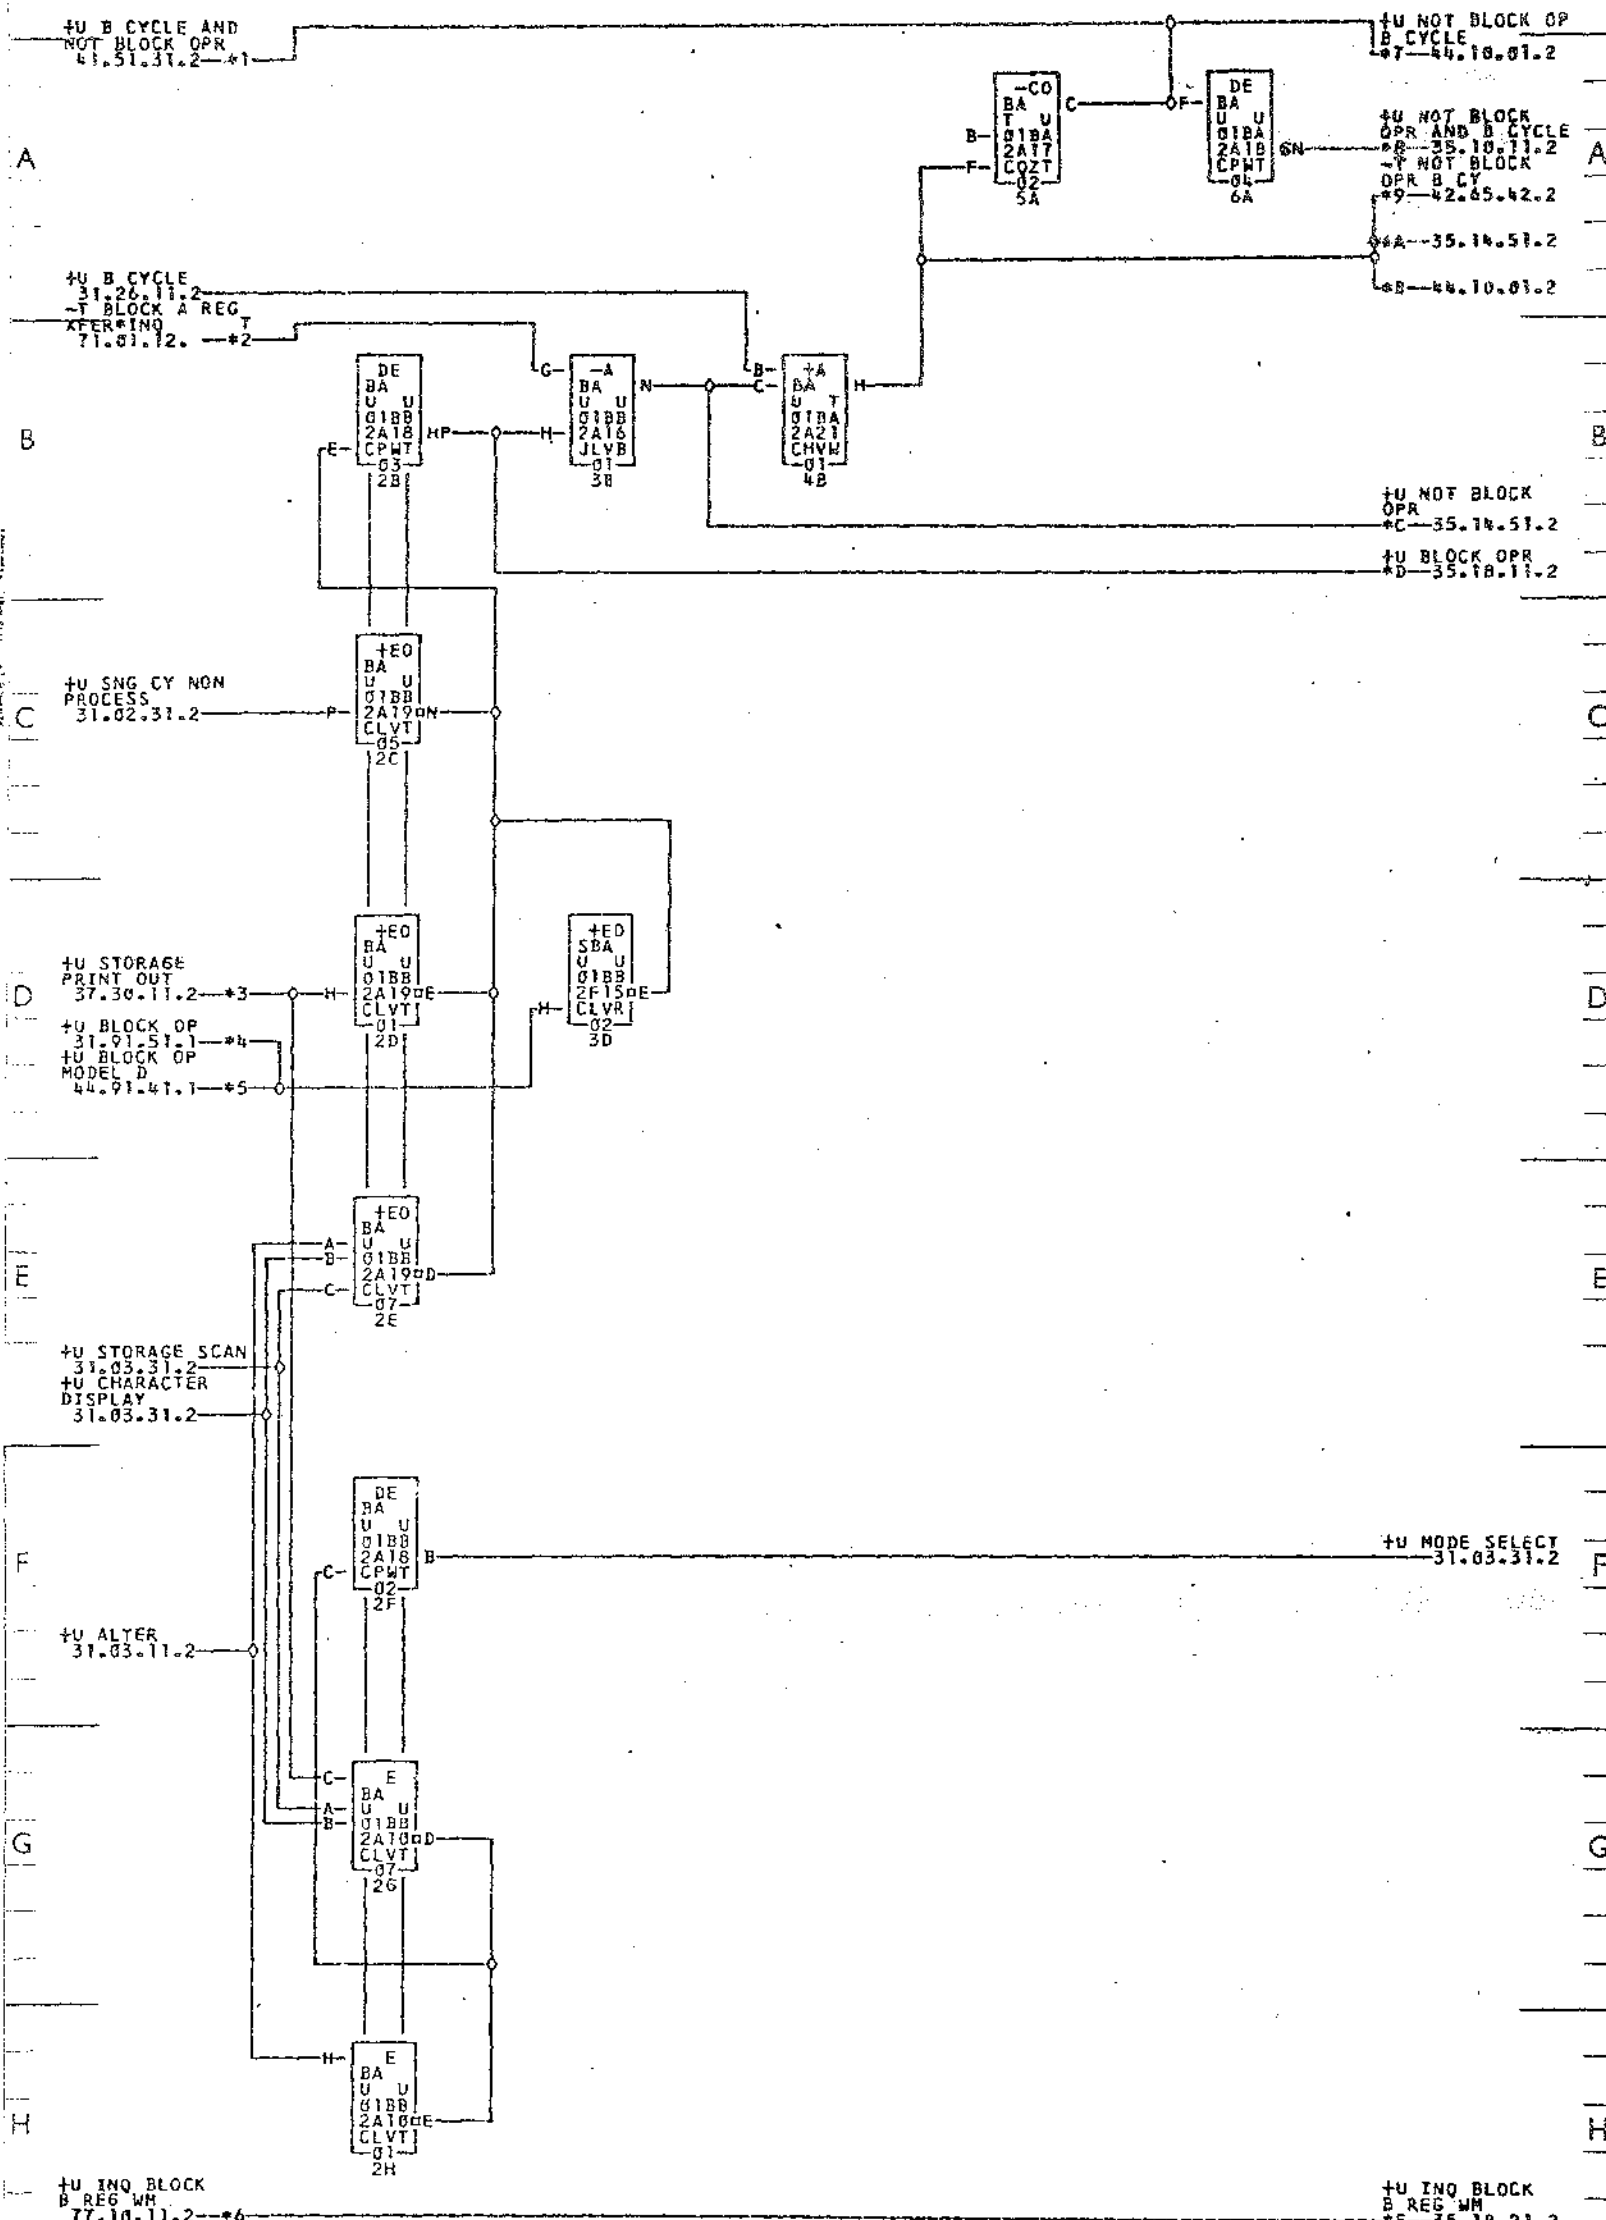 +U B CYCLE AND
NOT BLOCK OPR
41.51.31.2--*1
+U NOT BLOCK OP
B CYCLE
*7--44.10.01.2
A
-CO
BA
T U
01BA
2A17
CQZT
02
5A
B
F
C
F
DE
BA
U U
01BA
2A18
CPWT
04
6A
GN
+U NOT BLOCK
OPR AND B CYCLE
*8--35.10.11.2
-T NOT BLOCK
OPR B CY
*9--42.65.42.2
*A--35.14.51.2
*B--44.10.01.2
A
+U B CYCLE
31.26.11.2
-T BLOCK A REG
XFER*INQ T
71.01.12. --*2
B
DE
BA
U U
01BB
2A18
CPWT
03
2B
E
HP
G
H
-A
BA
U U
01BB
2A16
JLVB
01
3B
N
B
C
+A
BA
U T
01BA
2A21
CHVW
01
4B
H
B
+U NOT BLOCK
OPR
*C--35.14.51.2
+U BLOCK OPR
*D--35.18.11.2
C
+U SNG CY NON
PROCESS
31.02.31.2
P
+EO
BA
U U
01BB
2A19 N
CLVT
05
2C
C
D
+U STORAGE
PRINT OUT
37.30.11.2--*3
+U BLOCK OP
31.91.51.1--*4
+U BLOCK OP
MODEL D
44.91.41.1--*5
H
+EO
BA
U U
01BB
2A19 E
CLVT
01
2D
H
+EO
SBA
U U
01BB
2F15 E
CLVR
02
3D
D
E
A
B
C
+EO
BA
U U
01BB
2A19 D
CLVT
07
2E
E
+U STORAGE SCAN
31.03.31.2
+U CHARACTER
DISPLAY
31.03.31.2
F
C
DE
BA
U U
01BB
2A18 B
CPWT
02
2F
+U MODE SELECT
31.03.31.2
F
+U ALTER
31.03.11.2
G
C
A
B
E
BA
U U
01BB
2A10 D
CLVT
07
2G
G
H
H
E
BA
U U
01BB
2A10 E
CLVT
01
2H
H
+U INQ BLOCK
B REG WM
77.10.11.2--*6
+U INQ BLOCK
B REG WM